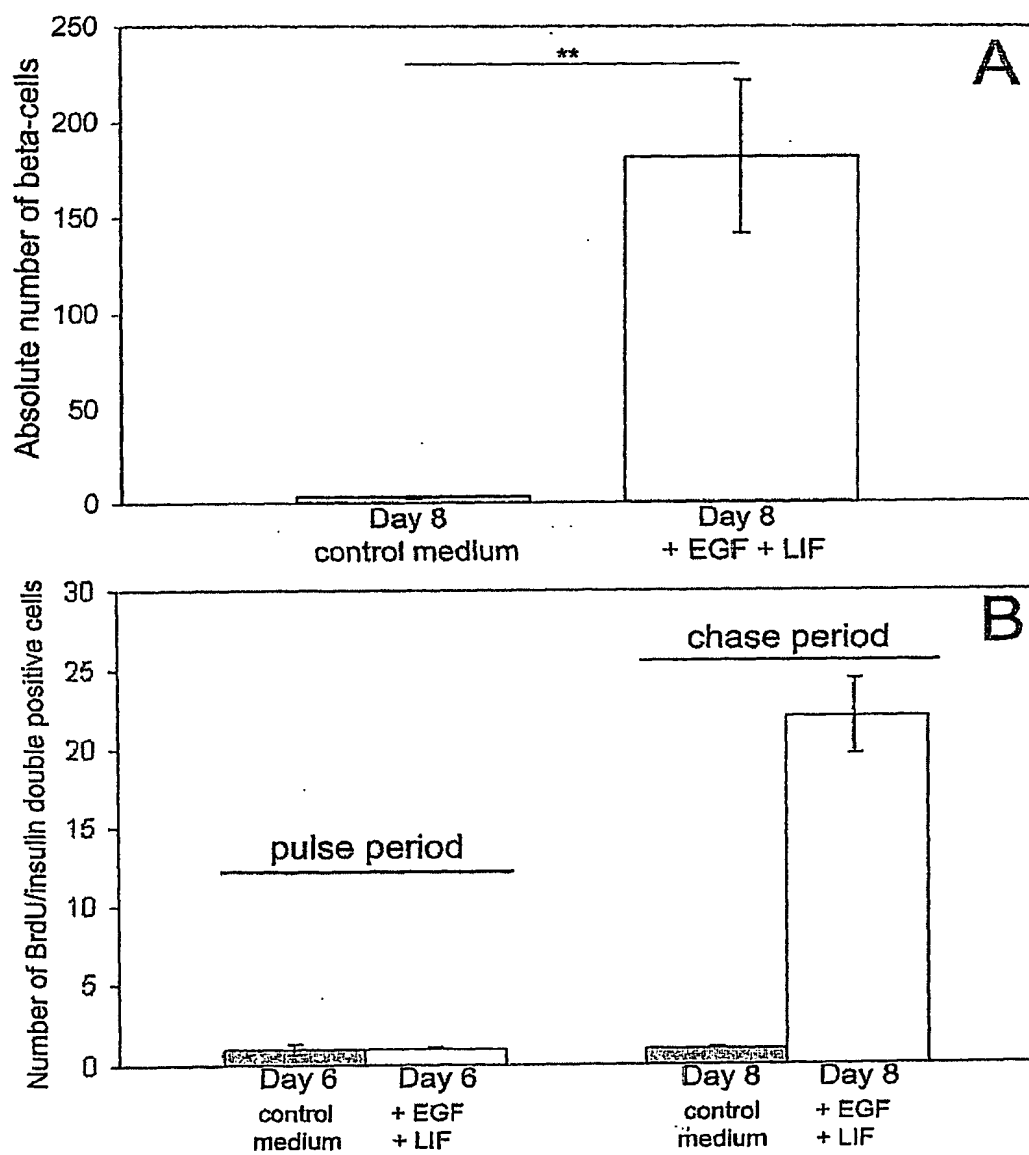 A
Absolute number of beta-cells
250
200
150
100
50
0
**
Day 8
control medium
Day 8
+ EGF + LIF
B
Number of BrdU/insulin double positive cells
30
25
20
15
10
5
0
pulse period
chase period
Day 6
control
medium
Day 6
+ EGF
+ LIF
Day 8
control
medium
Day 8
+ EGF
+ LIF